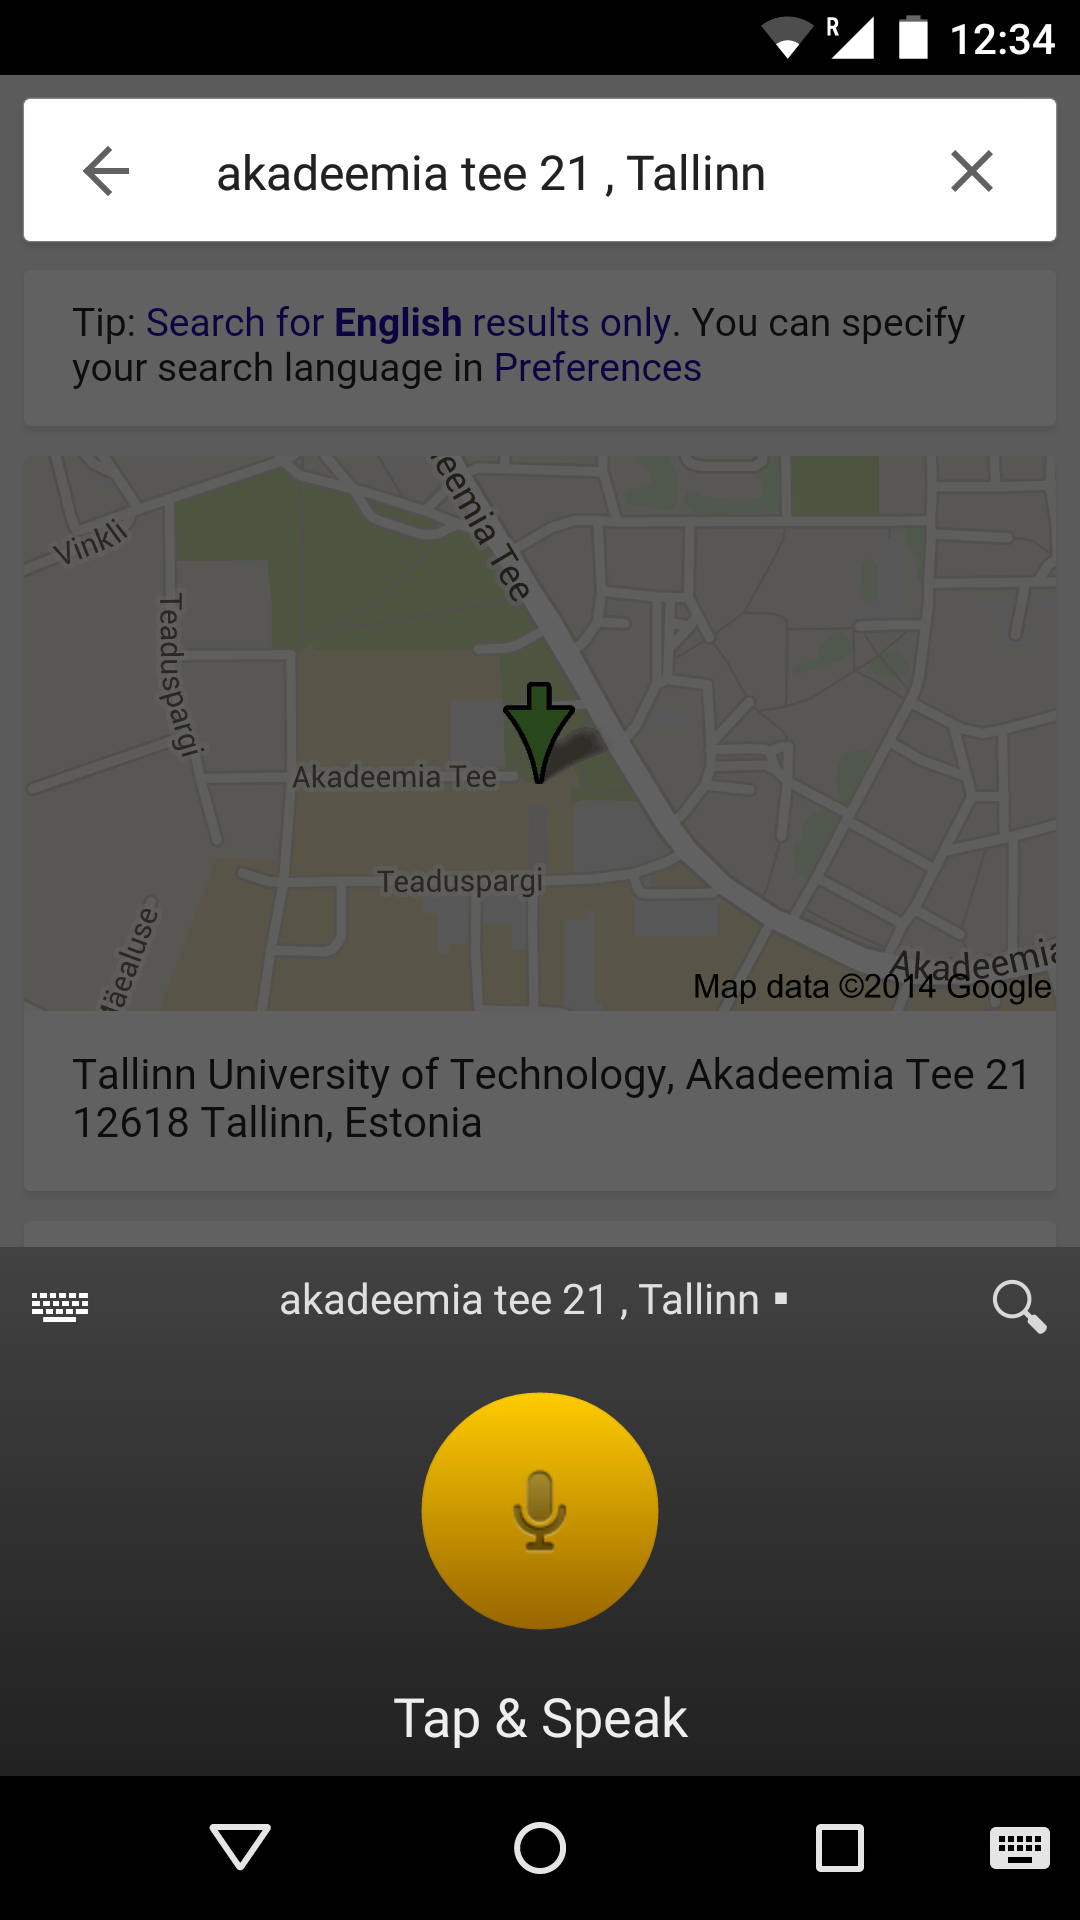 R 12:34
akadeemia tee 21 , Tallinn
Tip: Search for English results only. You can specify
your search language in Preferences
eemia Tee
Vinkli
Teaduspargi
Akadeemia Tee
Teaduspargi
äealuse
Akadeemia
Map data ©2014 Google
Tallinn University of Technology, Akadeemia Tee 21
12618 Tallinn, Estonia
akadeemia tee 21 , Tallinn ▪
Tap & Speak